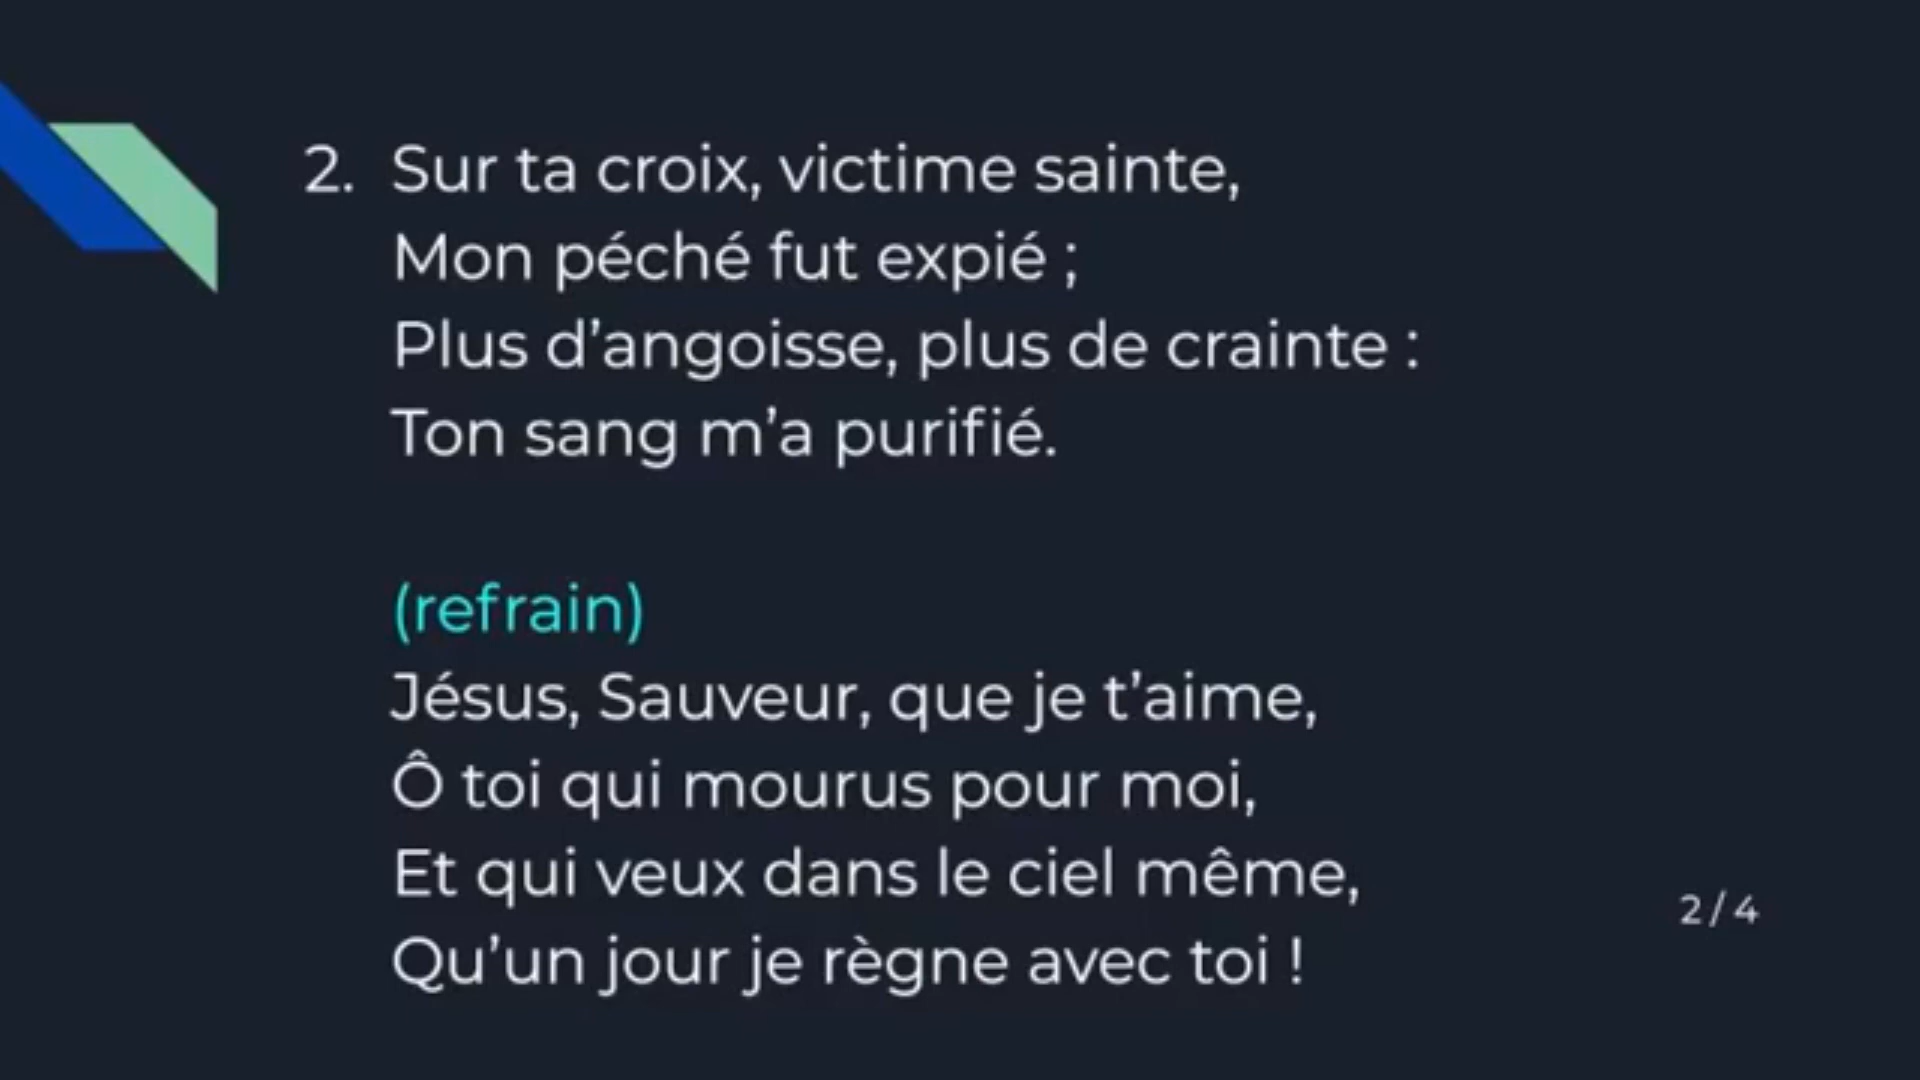 2. Sur ta croix, victime sainte,
Mon péché fut expié ;
Plus d’angoisse, plus de crainte :
Ton sang m’a purifié.
(refrain)
Jésus, Sauveur, que je t’aime,
Ô toi qui mourus pour moi,
Et qui veux dans le ciel même,
Qu’un jour je règne avec toi !
2 / 4